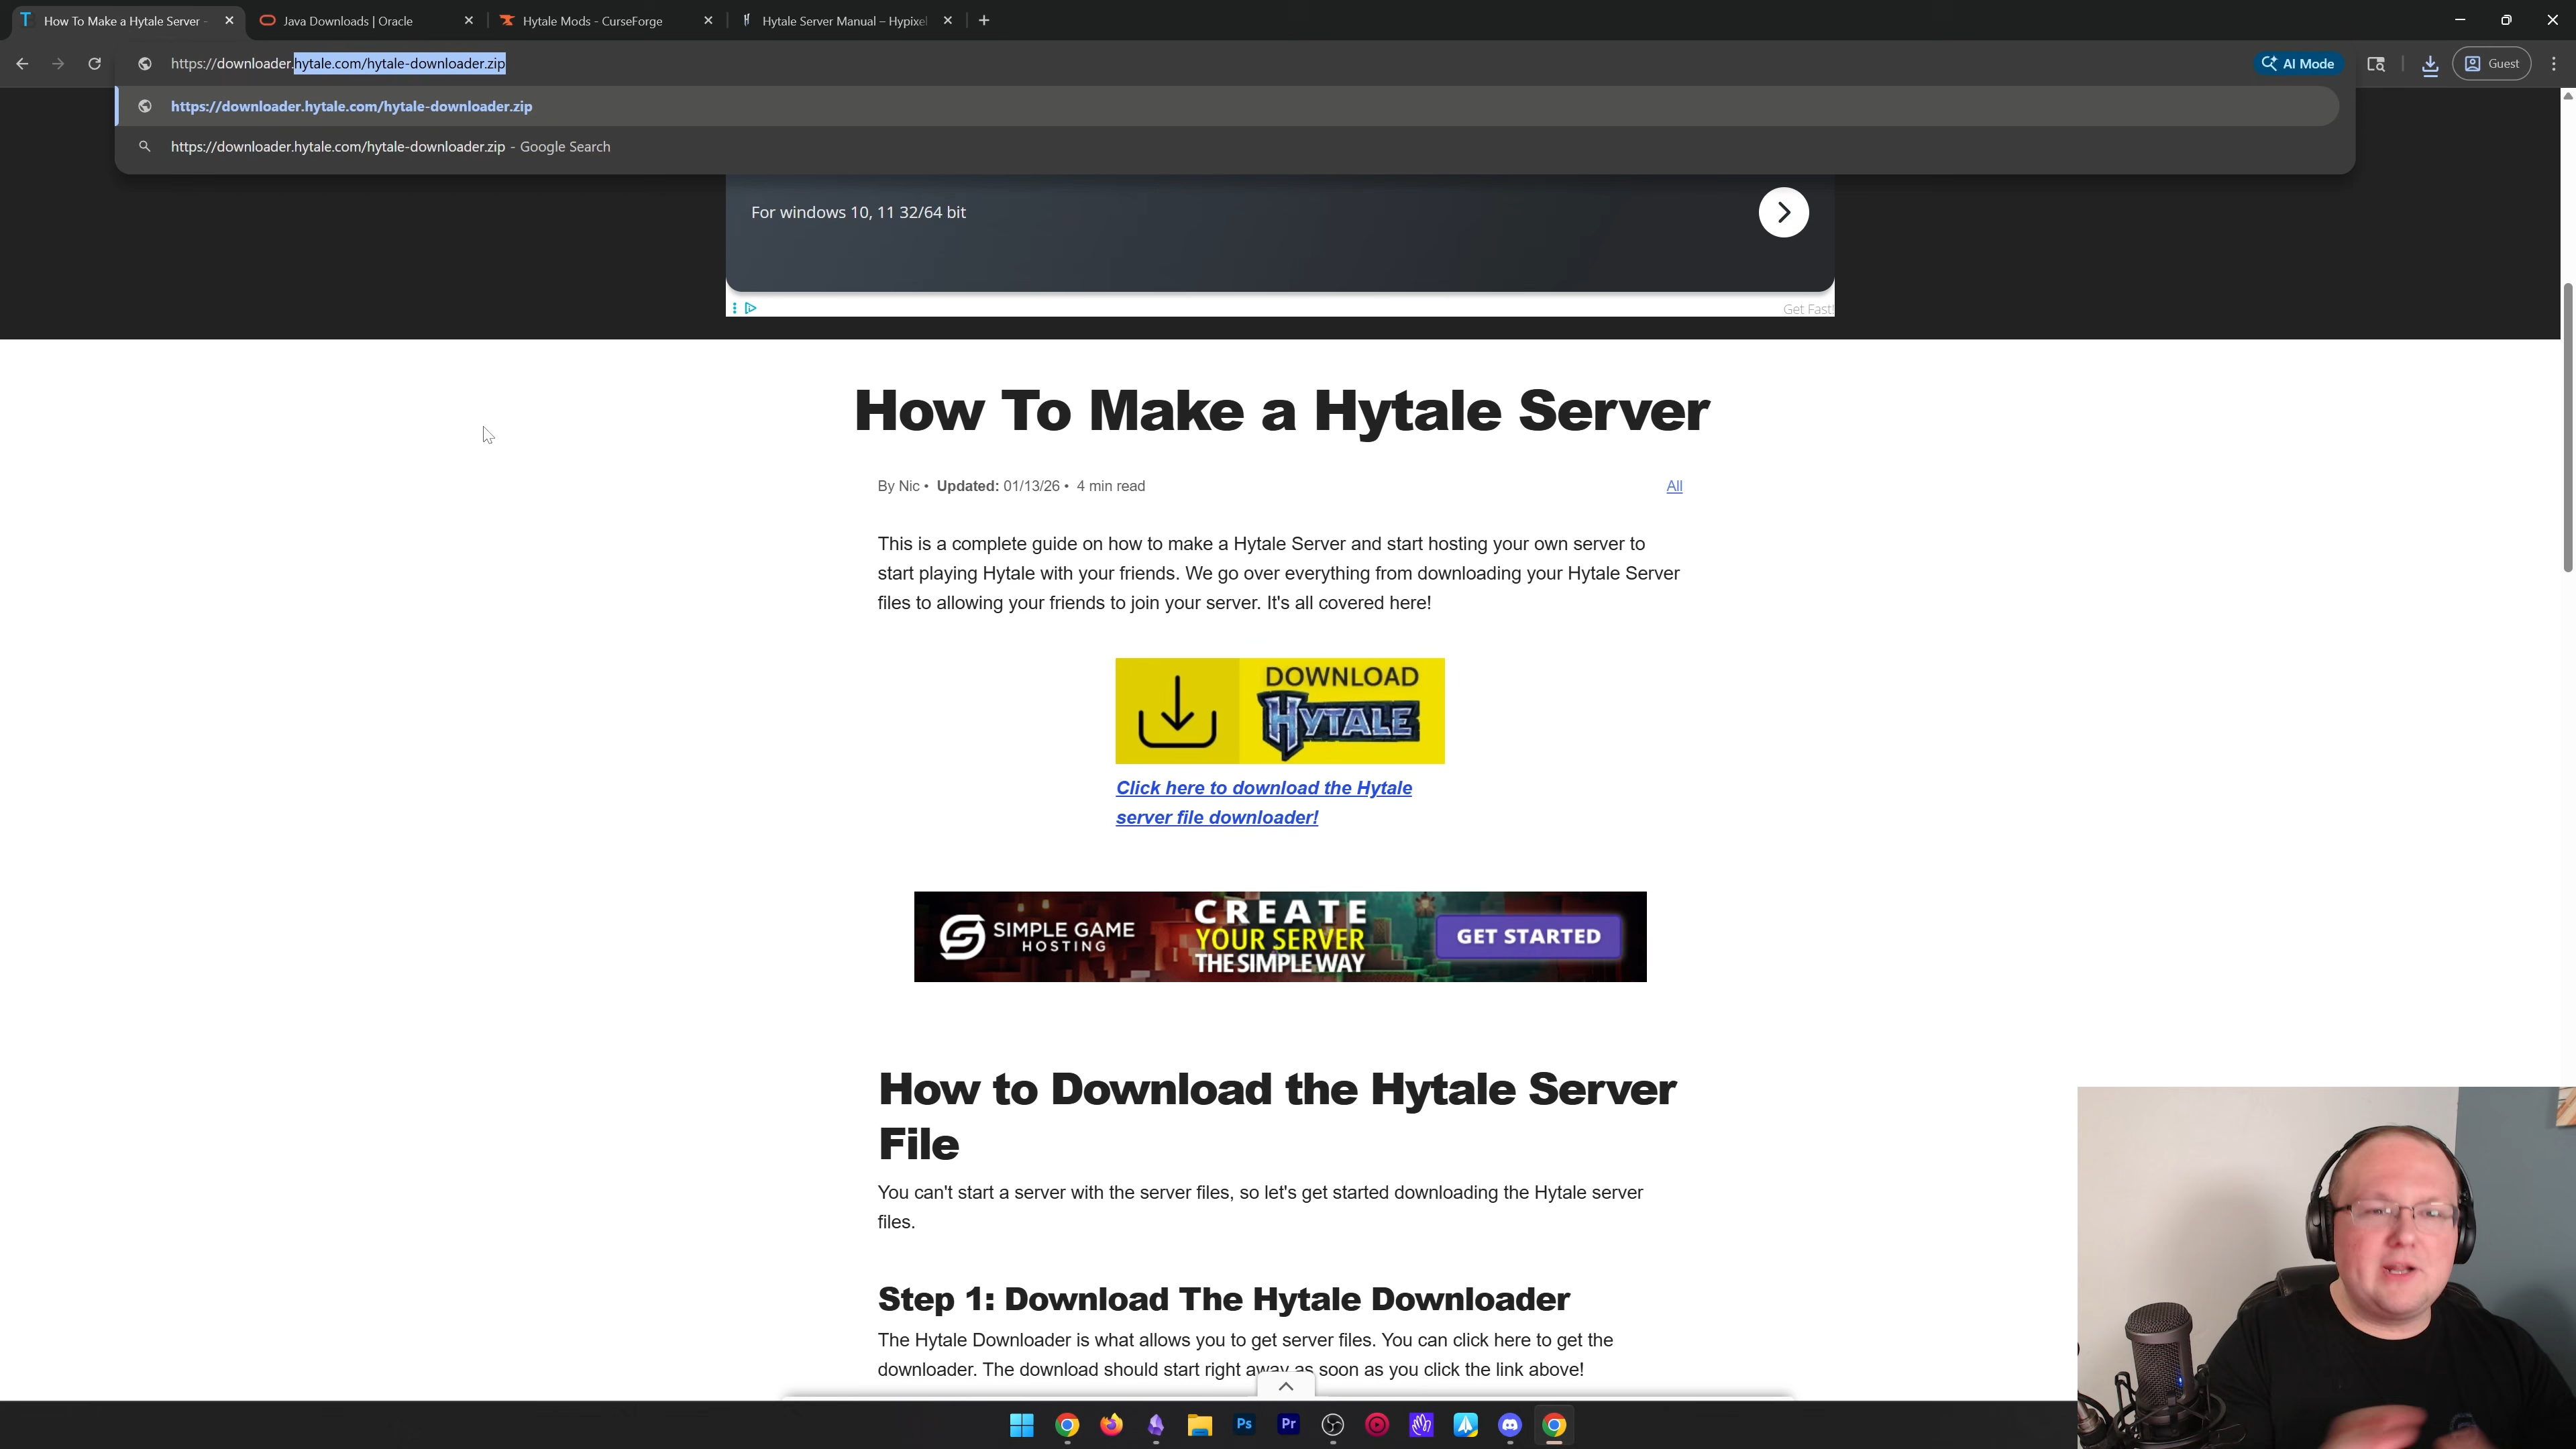 How To Make a Hytale Server -
Java Downloads | Oracle
Hytale Mods - CurseForge
Hytale Server Manual – Hypixel
https://downloader.hytale.com/hytale-downloader.zip
AI Mode
Guest
https://downloader.hytale.com/hytale-downloader.zip
https://downloader.hytale.com/hytale-downloader.zip - Google Search
For windows 10, 11 32/64 bit
Get Fast!
How To Make a Hytale Server
By Nic • Updated: 01/13/26 • 4 min read
All
This is a complete guide on how to make a Hytale Server and start hosting your own server to
start playing Hytale with your friends. We go over everything from downloading your Hytale Server
files to allowing your friends to join your server. It's all covered here!
DOWNLOAD
HYTALE
Click here to download the Hytale
server file downloader!
SIMPLE GAME
HOSTING
CREATE
YOUR SERVER
THE SIMPLE WAY
GET STARTED
How to Download the Hytale Server
File
You can't start a server with the server files, so let's get started downloading the Hytale server
files.
Step 1: Download The Hytale Downloader
The Hytale Downloader is what allows you to get server files. You can click here to get the
downloader. The download should start right away as soon as you click the link above!
Ps
Pr